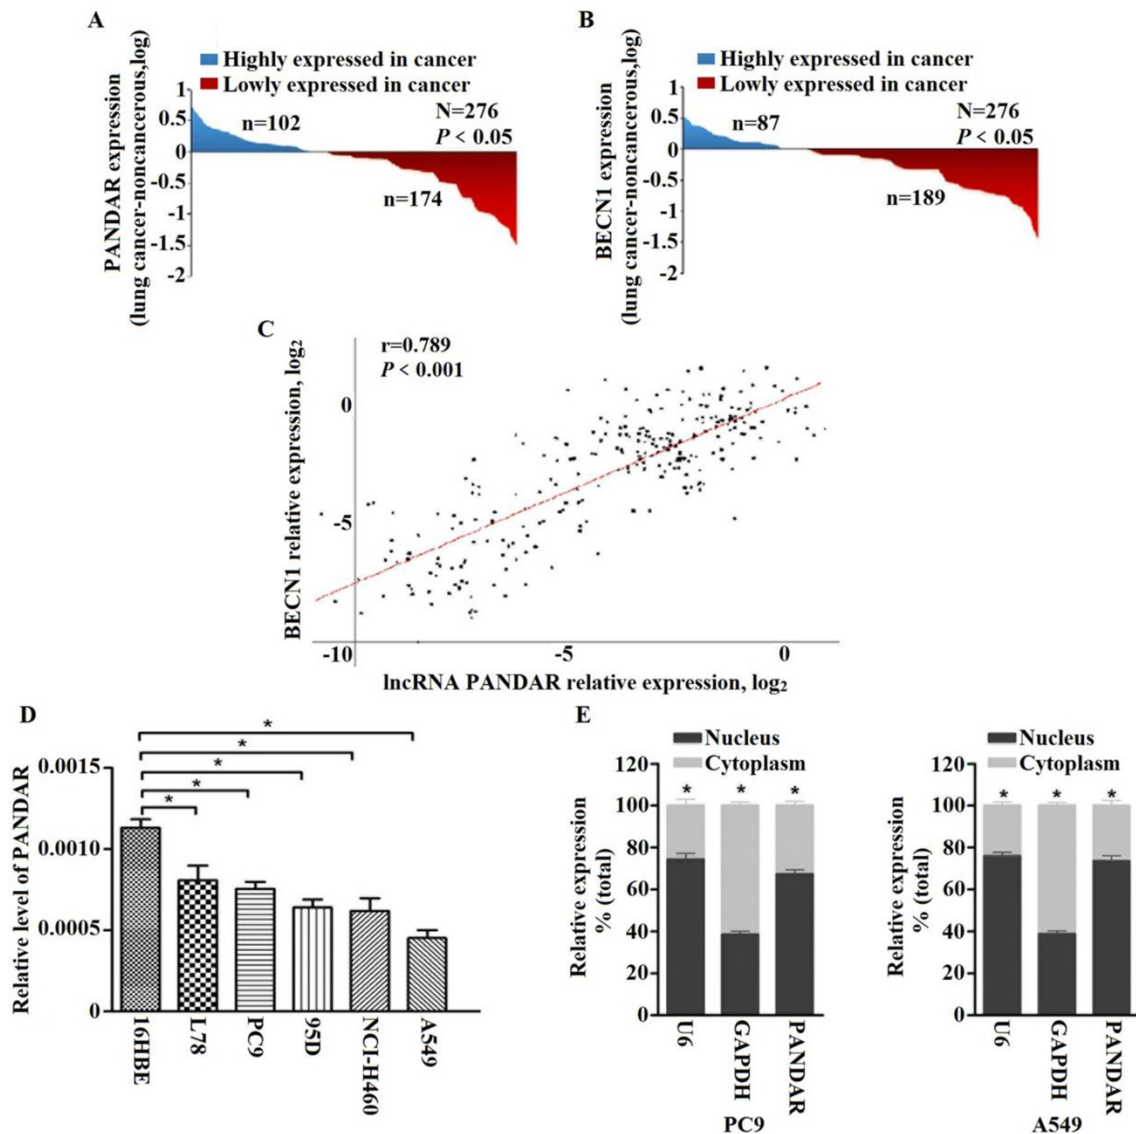 A
Highly expressed in cancer
Lowly expressed in cancer
PANDAR expression
(lung cancer-noncancerous,log)
1
0.5
0
-0.5
-1
-1.5
-2
n=102
N=276
P < 0.05
n=174
B
Highly expressed in cancer
Lowly expressed in cancer
BECN1 expression
(lung cancer-noncancerous,log)
1
0.5
0
-0.5
-1
-1.5
-2
n=87
N=276
P < 0.05
n=189
C
r=0.789
P < 0.001
BECN1 relative expression, log₂
0
-5
-10
-5
0
lncRNA PANDAR relative expression, log₂
D
Relative level of PANDAR
0.0015
0.0010
0.0005
0
*
*
*
*
*
16HBE
L78
PC9
95D
NCI-H460
A549
E
Nucleus
Cytoplasm
Relative expression
% (total)
120
100
80
60
40
20
0
* * *
U6
GAPDH
PANDAR
PC9
Nucleus
Cytoplasm
Relative expression
% (total)
120
100
80
60
40
20
0
* * *
U6
GAPDH
PANDAR
A549